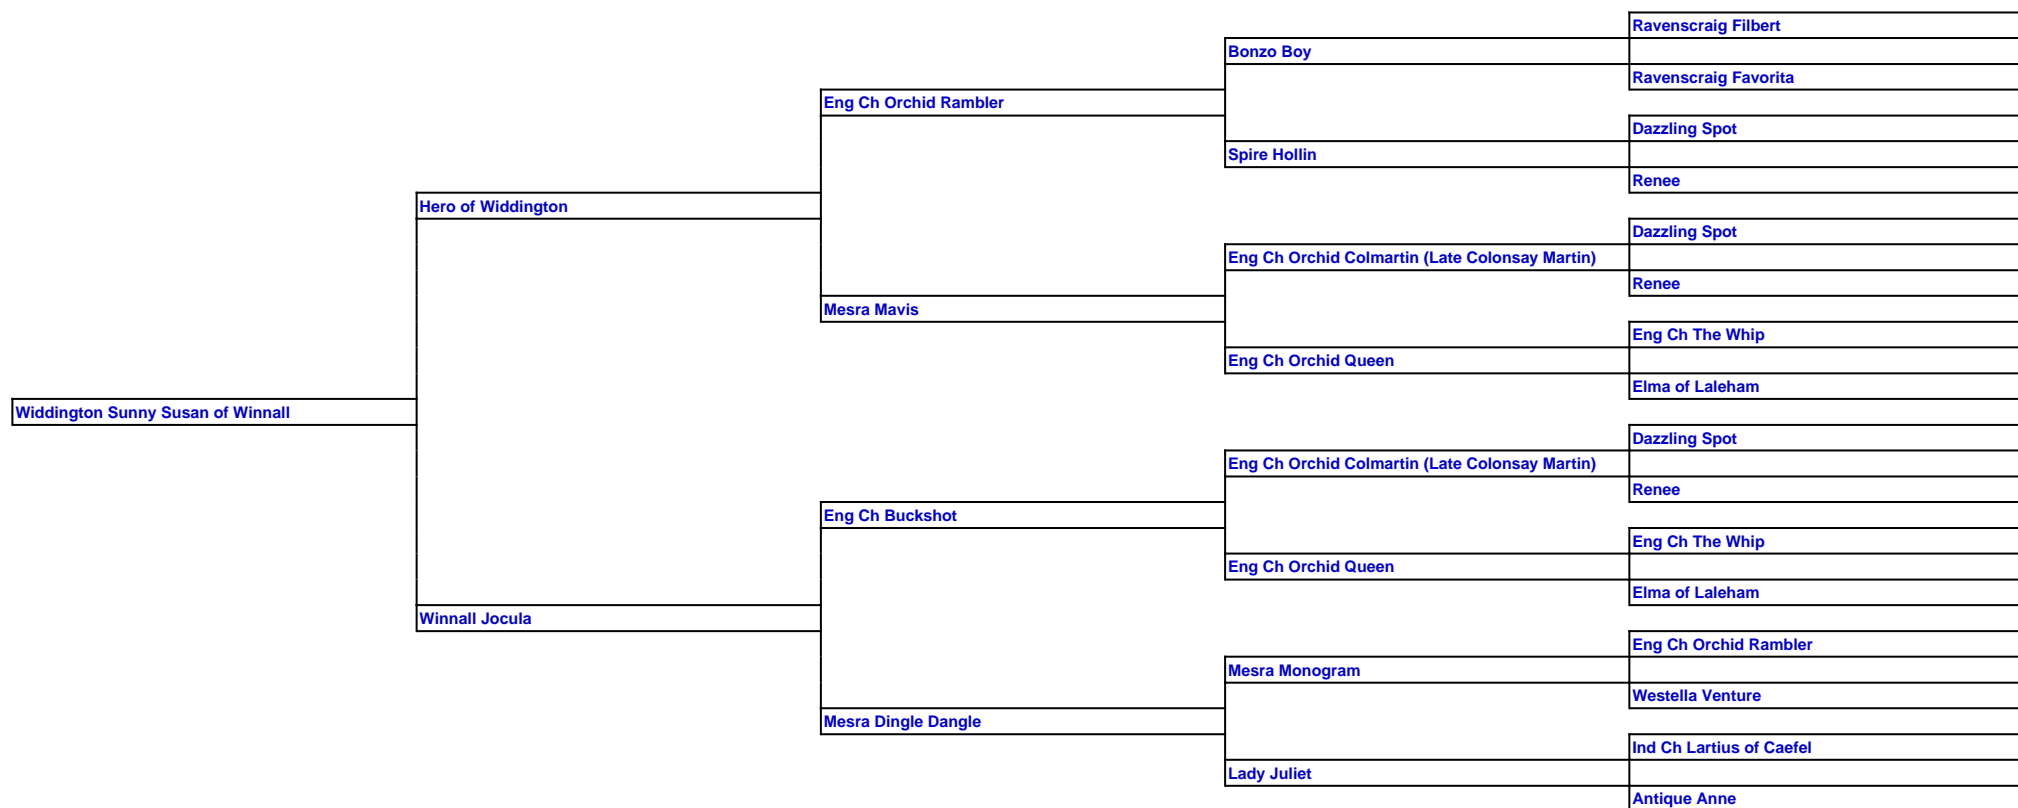 Ravenscraig Filbert
Bonzo Boy
Ravenscraig Favorita
Eng Ch Orchid Rambler
Dazzling Spot
Spire Hollin
Renee
Hero of Widdington
Dazzling Spot
Eng Ch Orchid Colmartin (Late Colonsay Martin)
Renee
Mesra Mavis
Eng Ch The Whip
Eng Ch Orchid Queen
Elma of Laleham
Widdington Sunny Susan of Winnall
Dazzling Spot
Eng Ch Orchid Colmartin (Late Colonsay Martin)
Renee
Eng Ch Buckshot
Eng Ch The Whip
Eng Ch Orchid Queen
Elma of Laleham
Winnall Jocula
Eng Ch Orchid Rambler
Mesra Monogram
Westella Venture
Mesra Dingle Dangle
Ind Ch Lartius of Caefel
Lady Juliet
Antique Anne